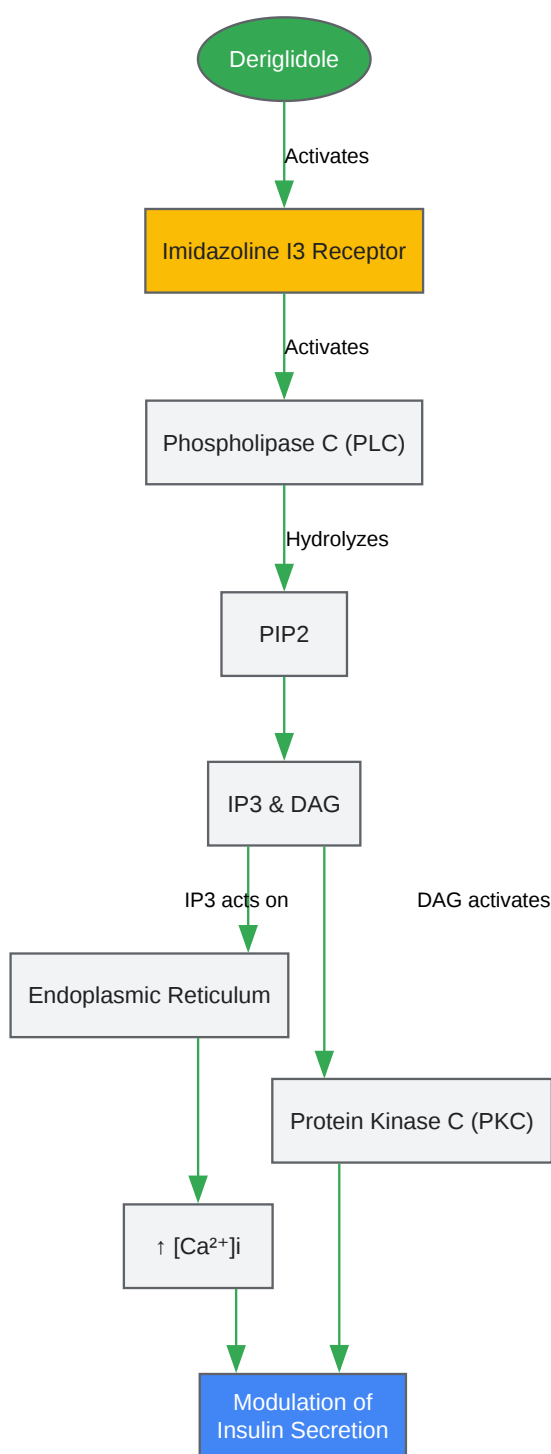 Deriglidole
Activates
Imidazoline I3 Receptor
Activates
Phospholipase C (PLC)
Hydrolyzes
PIP2
IP3 & DAG
IP3 acts on
DAG activates
Endoplasmic Reticulum
Protein Kinase C (PKC)
↑ [Ca²⁺]i
Modulation of
Insulin Secretion